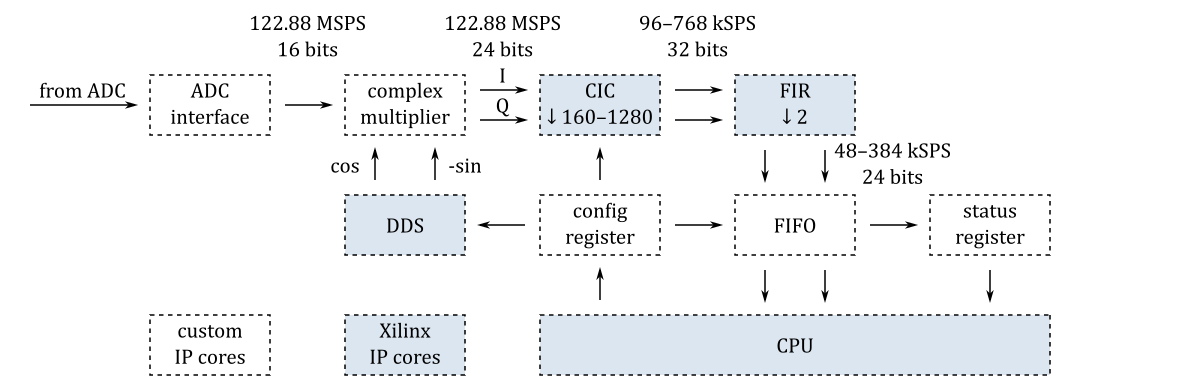 122.88 MSPS
16 bits
122.88 MSPS
24 bits
96–768 kSPS
32 bits
from ADC
ADC
interface
complex
multiplier
I
Q
CIC
↓160–1280
FIR
↓2
cos
-sin
48–384 kSPS
24 bits
DDS
config
register
FIFO
status
register
custom
IP cores
Xilinx
IP cores
CPU